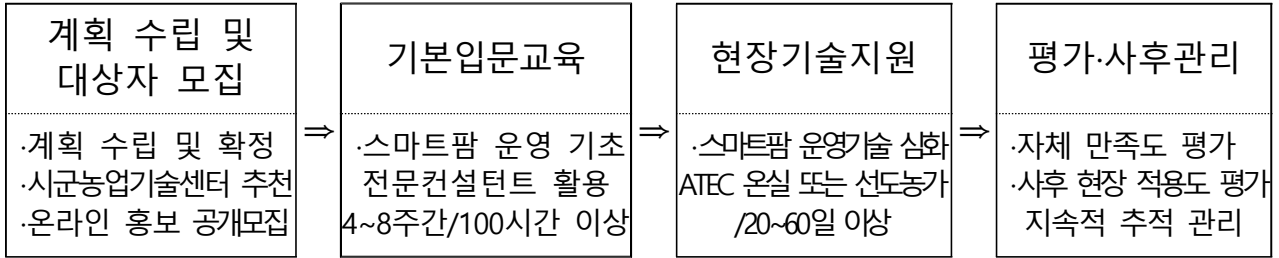 계획 수립 및
대상자 모집
·계획 수립 및 확정
·시군농업기술센터 추천
·온라인 홍보 공개모집
⇒
기본입문교육
·스마트팜 운영 기초
전문컨설턴트 활용
4~8주간/100시간 이상
⇒
현장기술지원
·스마트팜 운영기술 심화
ATEC 온실 또는 선도농가
/20~60일 이상
⇒
평가·사후관리
·자체 만족도 평가
·사후 현장 적용도 평가
지속적 추적 관리